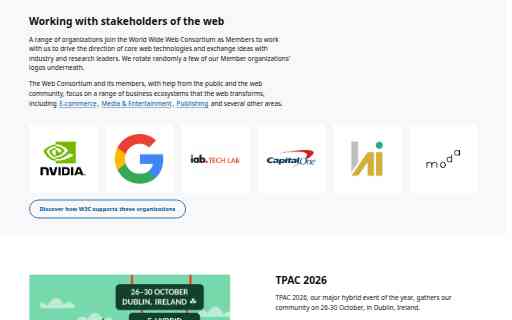 Working with stakeholders of the web
A range of organizations join the World Wide Web Consortium as Members to work
with us to drive the direction of core web technologies and exchange ideas with
industry and research leaders. We rotate randomly a few of our Member organizations'
logos underneath.
The Web Consortium and its members, with help from the public and the web
community, focus on a range of business ecosystems that the web transforms,
including E-commerce, Media & Entertainment, Publishing and several other areas.
NVIDIA.
iab.TECH LAB
Capital One
moda
Discover how W3C supports these organizations
26–30 OCTOBER
DUBLIN, IRELAND ☘
TPAC 2026
TPAC 2026, our major hybrid event of the year, gathers our
community on 26-30 October, in Dublin, Ireland.